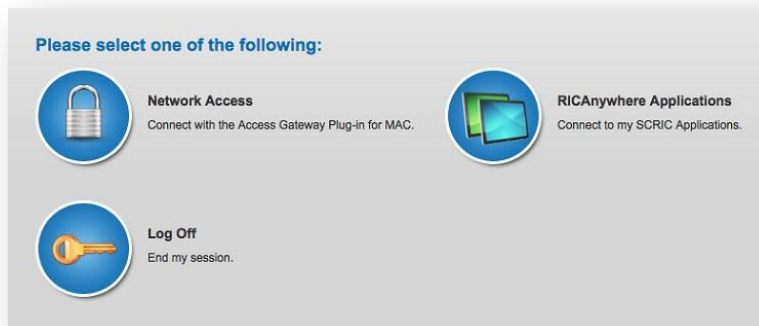 Please select one of the following:
Network Access
Connect with the Access Gateway Plug-in for MAC.
RICAnywhere Applications
Connect to my SCRIC Applications.
Log Off
End my session.